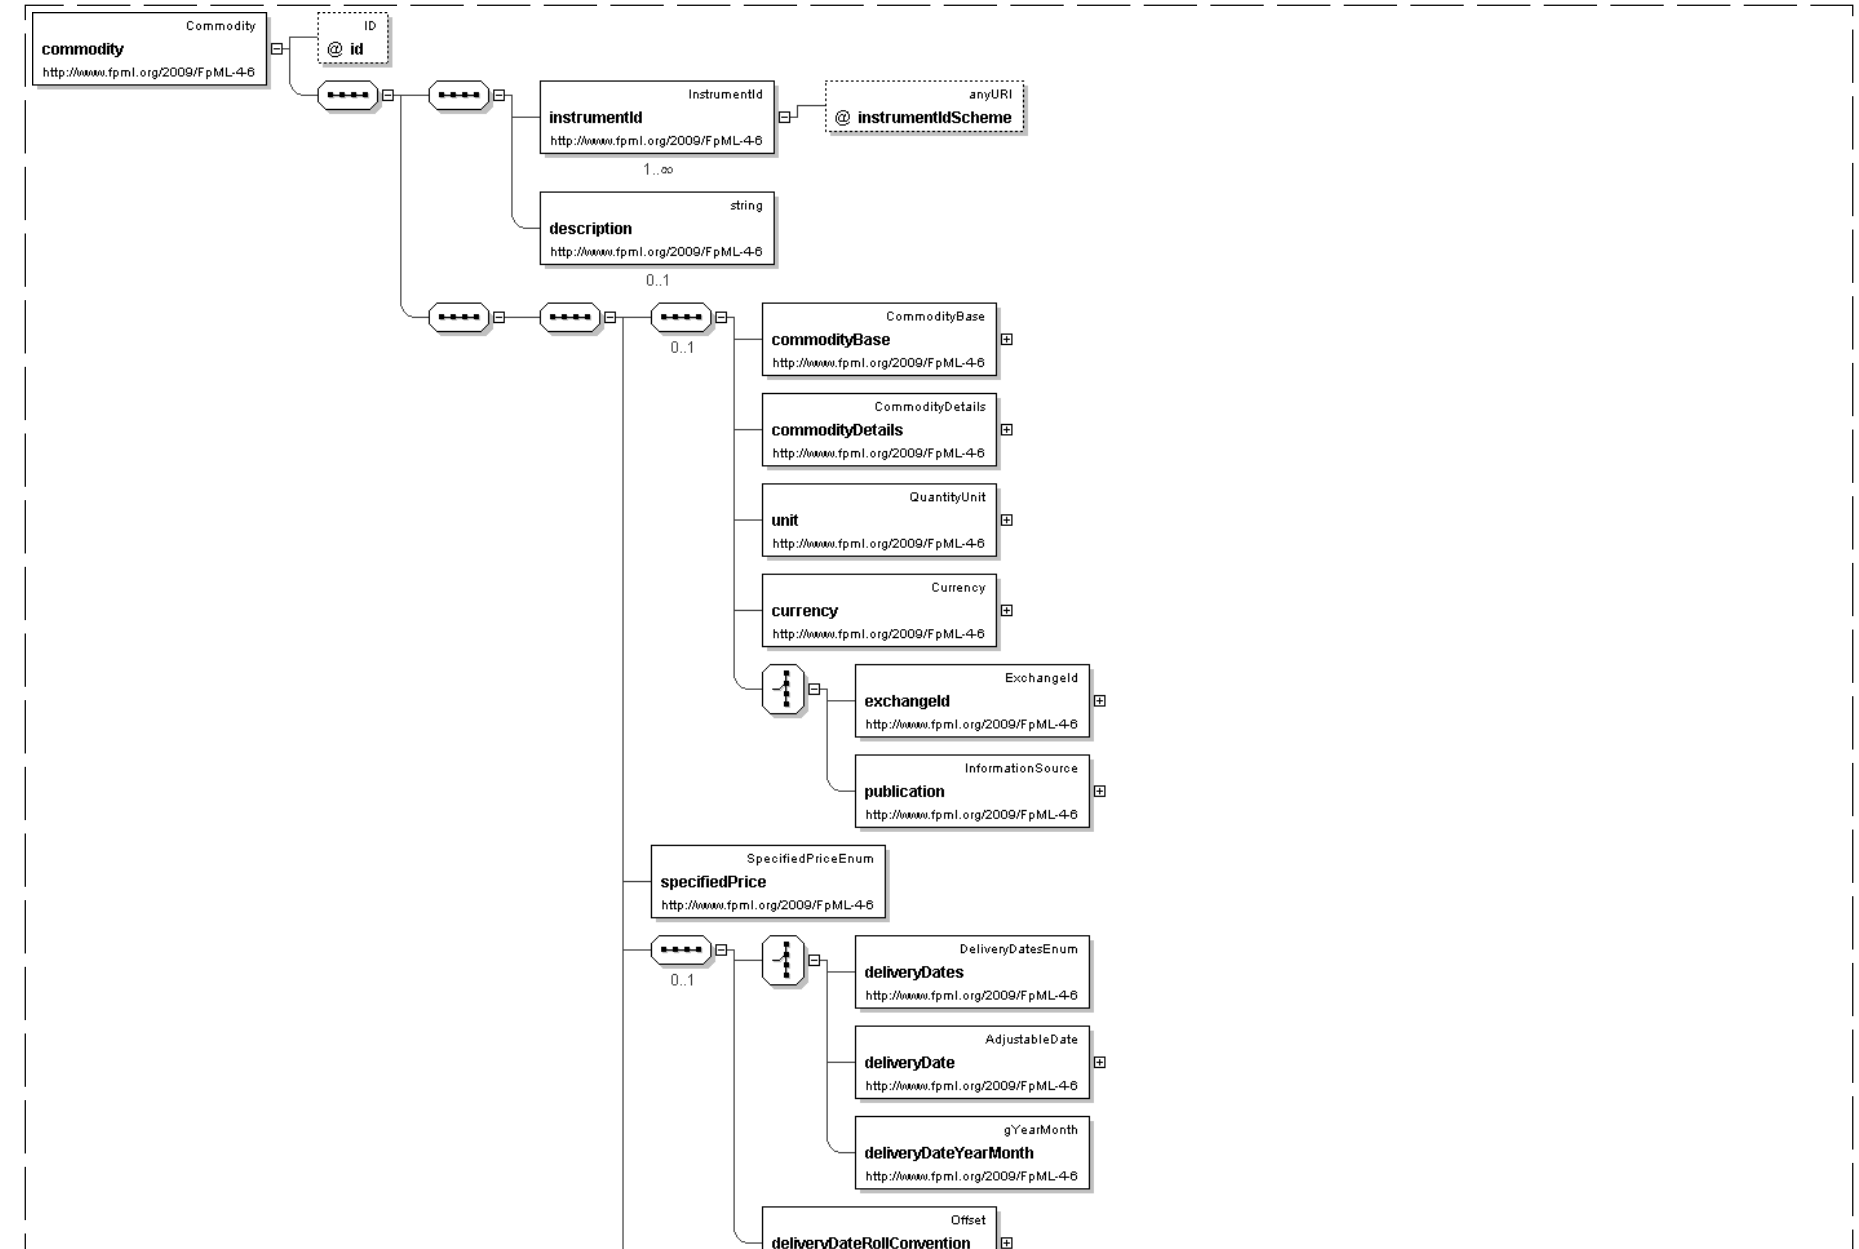 Commodity
commodity
http://www.fpml.org/2009/FpML-4-6
ID
@ id
InstrumentId
instrumentId
http://www.fpml.org/2009/FpML-4-6
1..∞
anyURI
@ instrumentIdScheme
string
description
http://www.fpml.org/2009/FpML-4-6
0..1
0..1
CommodityBase
commodityBase
http://www.fpml.org/2009/FpML-4-6
CommodityDetails
commodityDetails
http://www.fpml.org/2009/FpML-4-6
QuantityUnit
unit
http://www.fpml.org/2009/FpML-4-6
Currency
currency
http://www.fpml.org/2009/FpML-4-6
ExchangeId
exchangeId
http://www.fpml.org/2009/FpML-4-6
InformationSource
publication
http://www.fpml.org/2009/FpML-4-6
SpecifiedPriceEnum
specifiedPrice
http://www.fpml.org/2009/FpML-4-6
0..1
DeliveryDatesEnum
deliveryDates
http://www.fpml.org/2009/FpML-4-6
AdjustableDate
deliveryDate
http://www.fpml.org/2009/FpML-4-6
gYearMonth
deliveryDateYearMonth
http://www.fpml.org/2009/FpML-4-6
Offset
deliveryDateRollConvention